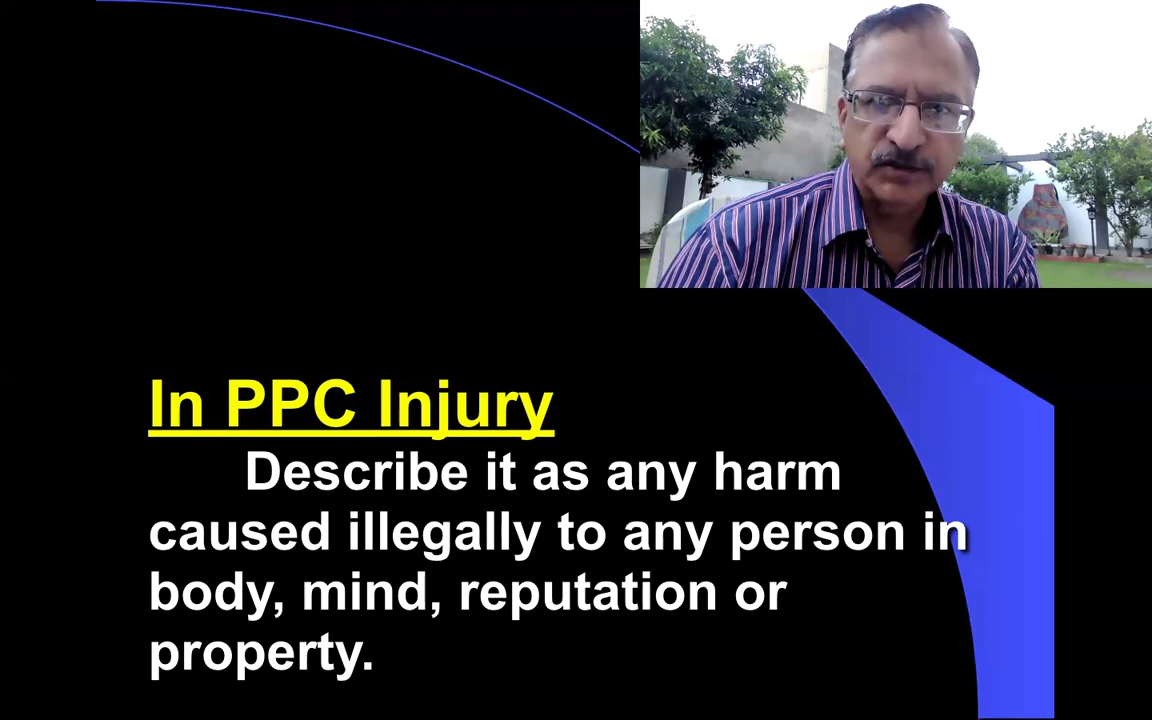 In PPC Injury
Describe it as any harm
caused illegally to any person in
body, mind, reputation or
property.